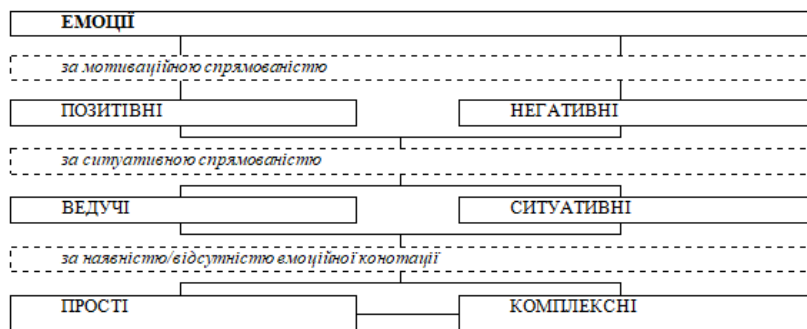 ЕМОЦІЇ
за мотиваційною спрямованістю
ПОЗИТІВНІ
НЕГАТИВНІ
за ситуативною спрямованістю
ВЕДУЧІ
СИТУАТИВНІ
за наявністю/відсутністю емоційної конотації
ПРОСТІ
КОМПЛЕКСНІ